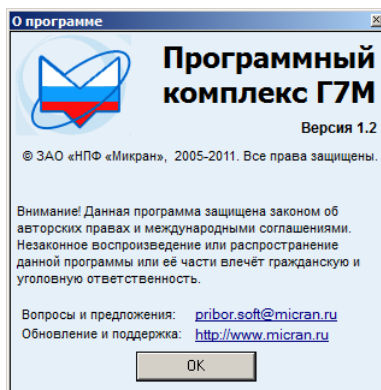 О программе
Программный
комплекс Г7М
Версия 1.2
© ЗАО «НПФ «Микран», 2005-2011. Все права защищены.
Внимание! Данная программа защищена законом об
авторских правах и международными соглашениями.
Незаконное воспроизведение или распространение
данной программы или её части влечёт гражданскую и
уголовную ответственность.
Вопросы и предложения: pribor.soft@micran.ru
Обновление и поддержка: http://www.micran.ru
OK